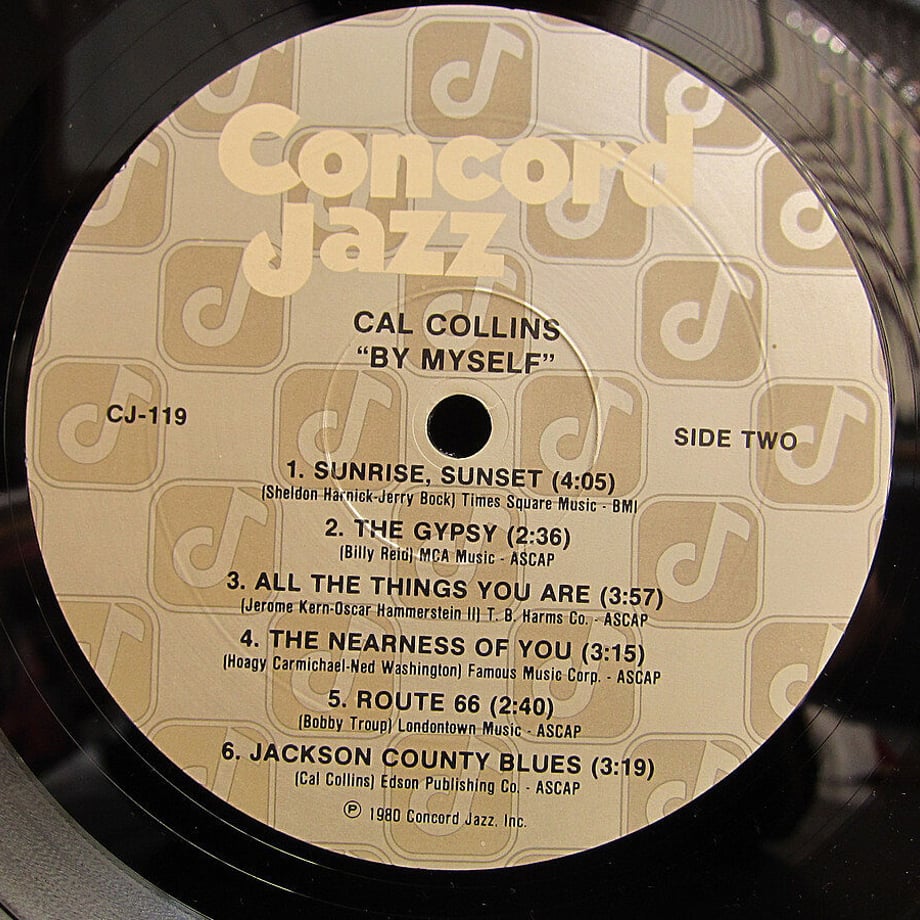 Concord
Jazz
CAL COLLINS
“BY MYSELF”
CJ-119
SIDE TWO
1. SUNRISE, SUNSET (4:05)
(Sheldon Harnick-Jerry Bock) Times Square Music - BMI
2. THE GYPSY (2:36)
(Billy Reid) MCA Music - ASCAP
3. ALL THE THINGS YOU ARE (3:57)
(Jerome Kern-Oscar Hammerstein II) T. B. Harms Co. - ASCAP
4. THE NEARNESS OF YOU (3:15)
(Hoagy Carmichael-Ned Washington) Famous Music Corp. - ASCAP
5. ROUTE 66 (2:40)
(Bobby Troup) Londontown Music - ASCAP
6. JACKSON COUNTY BLUES (3:19)
(Cal Collins) Edson Publishing Co. - ASCAP
℗ 1980 Concord Jazz, Inc.